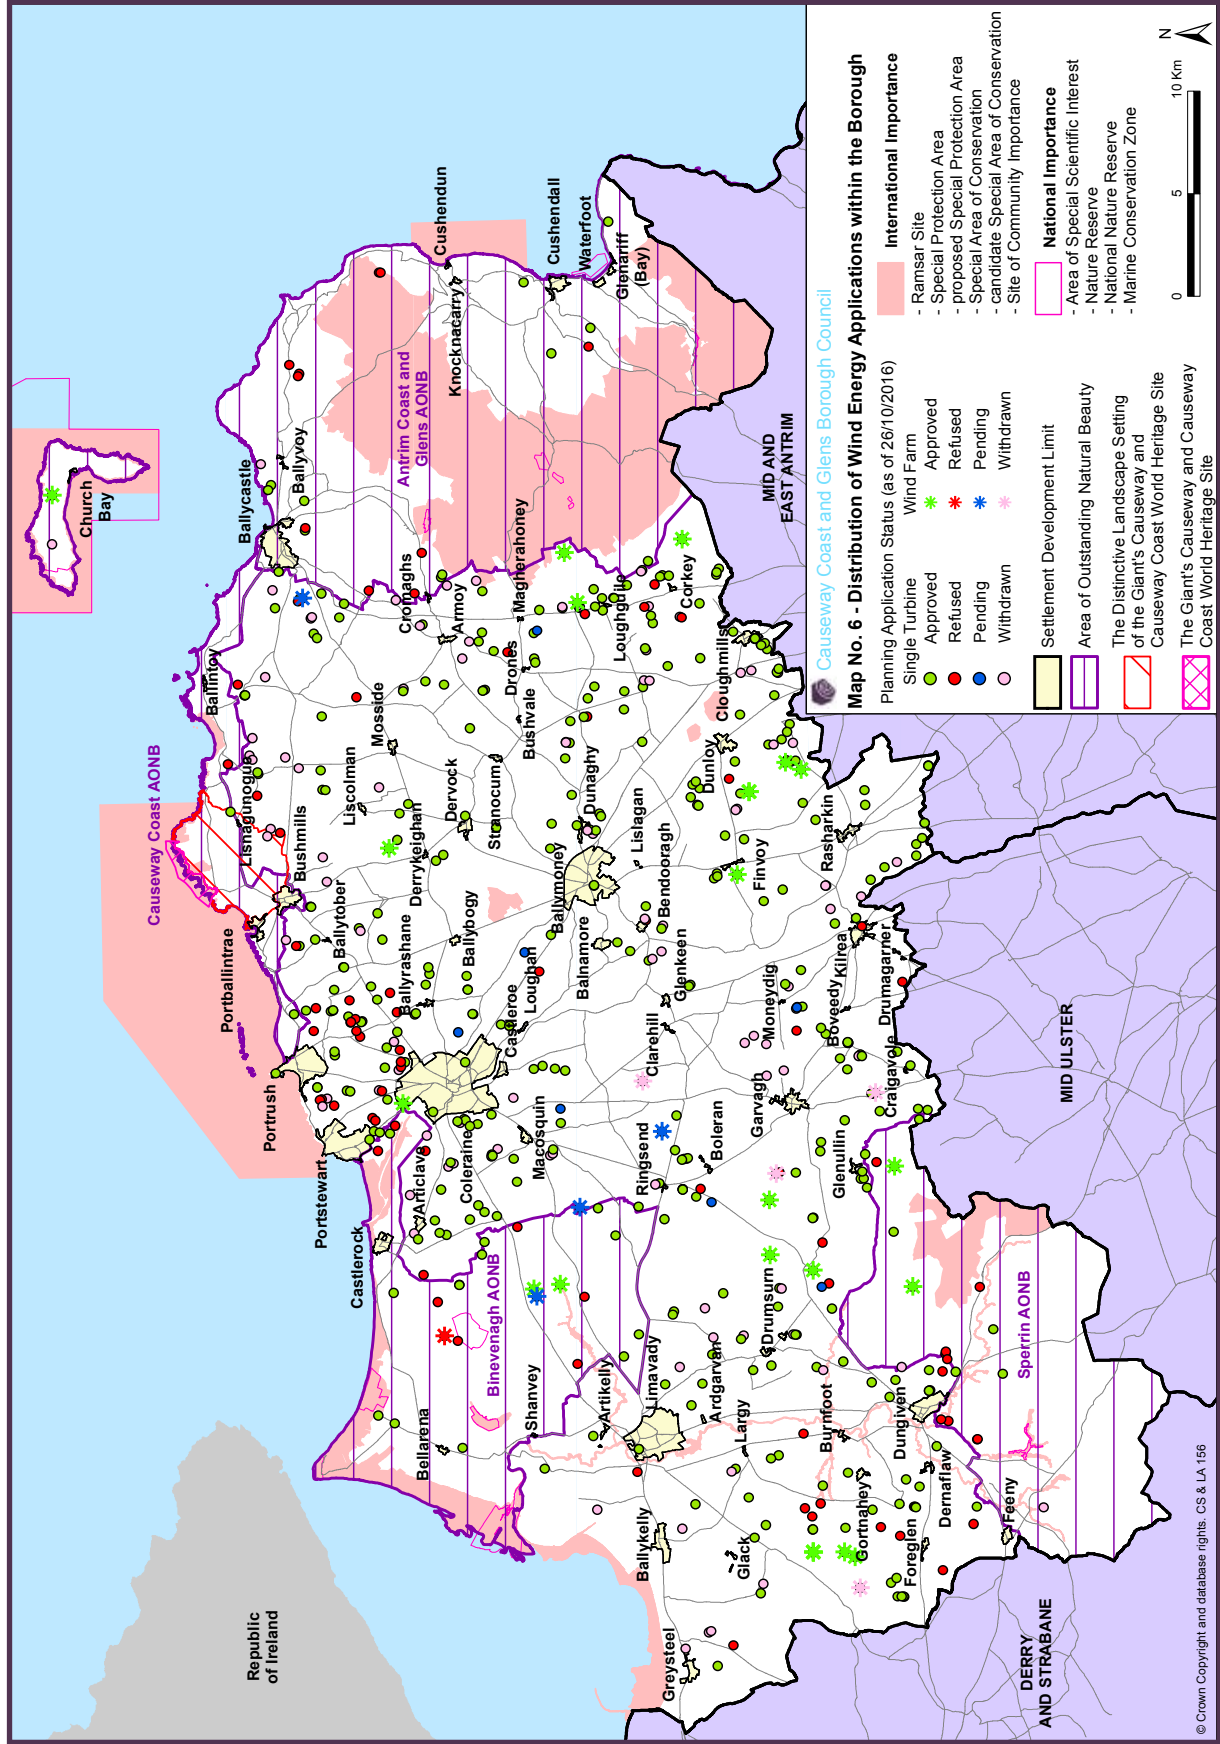 Causeway Coast and Glens Borough Council
Map No. 6 - Distribution of Wind Energy Applications within the Borough
Planning Application Status (as of 26/10/2016)
Single Turbine
Approved
Refused
Pending
Withdrawn
Wind Farm
Approved
Refused
Pending
Withdrawn
Settlement Development Limit
Area of Outstanding Natural Beauty
The Distinctive Landscape Setting
of the Giant's Causeway and
Causeway Coast World Heritage Site
The Giant's Causeway and Causeway
Coast World Heritage Site
International Importance
- Ramsar Site
- Special Protection Area
- proposed Special Protection Area
- Special Area of Conservation
- candidate Special Area of Conservation
- Site of Community Importance
National Importance
- Area of Special Scientific Interest
- Nature Reserve
- National Nature Reserve
- Marine Conservation Zone
0
5
10 Km
N
Republic
of Ireland
Causeway Coast AONB
Antrim Coast and
Glens AONB
Binevenagh AONB
Sperrin AONB
MID AND
EAST ANTRIM
MID ULSTER
DERRY
AND STRABANE
Church
Bay
Ballycastle
Ballyvoy
Ballintoy
Lisnagunogue
Bushmills
Portballintrae
Portrush
Portstewart
Castlerock
Articlave
Coleraine
Ballytober
Ballyrashane
Derrykeighan
Liscolman
Mosside
Dervock
Stranocum
Ballybogy
Cromaghs
Armoy
Magherahoney
Drones
Bushvale
Knocknacarry
Cushendun
Cushendall
Waterfoot
Glenariff
(Bay)
Loughguile
Corkey
Cloughmills
Dunloy
Dunaghy
Lislagan
Ballymoney
Balnamore
Bendooragh
Finvoy
Rasharkin
Loughan
Castleroe
Glenkeen
Clarehill
Macosquin
Ringsend
Boleran
Garvagh
Moneydig
Boveedy
Kilrea
Drumagarner
Craigavole
Glenullin
Bellarena
Shanvey
Artikelly
Limavady
Ardgarvan
Largy
Drumsurn
Burnfoot
Dungiven
Dernaflaw
Gortnahey
Foreglen
Feeny
Ballykelly
Glack
Greysteel
© Crown Copyright and database rights. CS & LA 156